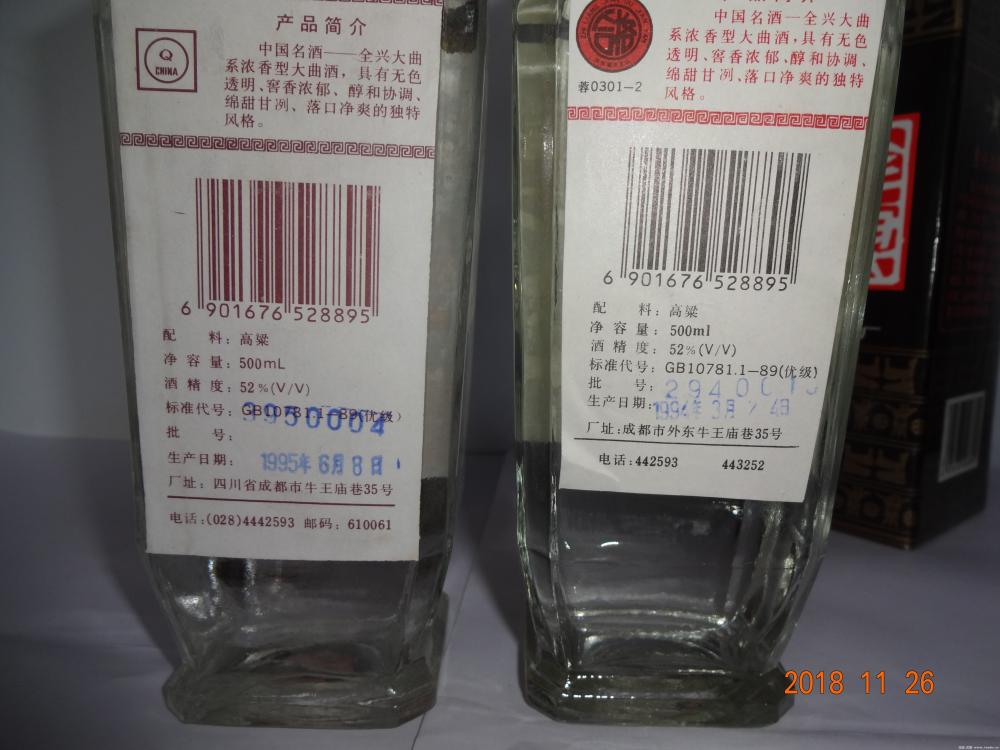 产品简介
Q
CHINA
中国名酒——全兴大曲
系浓香型大曲酒，具有无色
透明、窖香浓郁、醇和协调、
绵甜甘冽、落口净爽的独特
风格。
6 901676 528895
配 料：高粱
净 容 量：500mL
酒 精 度：52%(V/V)
标准代号：GB10781.1—89(优级)
批 号：
生产日期：1995年6月8日
厂址：四川省成都市牛王庙巷35号
电话：(028)4442593 邮码：610061
蓉0301—2
中国名酒一全兴大曲
系浓香型大曲酒，具有无色
透明、窖香浓郁、醇和协调、
绵甜甘冽、落口净爽的独特
风格。
6 901676 528895
配 料：高粱
净 容 量：500ml
酒 精 度：52%(V/V)
标准代号：GB10781.1—89(优级)
批 号：
生产日期：1994年3月 日
厂址：成都市外东牛王庙巷35号
电话：442593 443252
2018 11 26